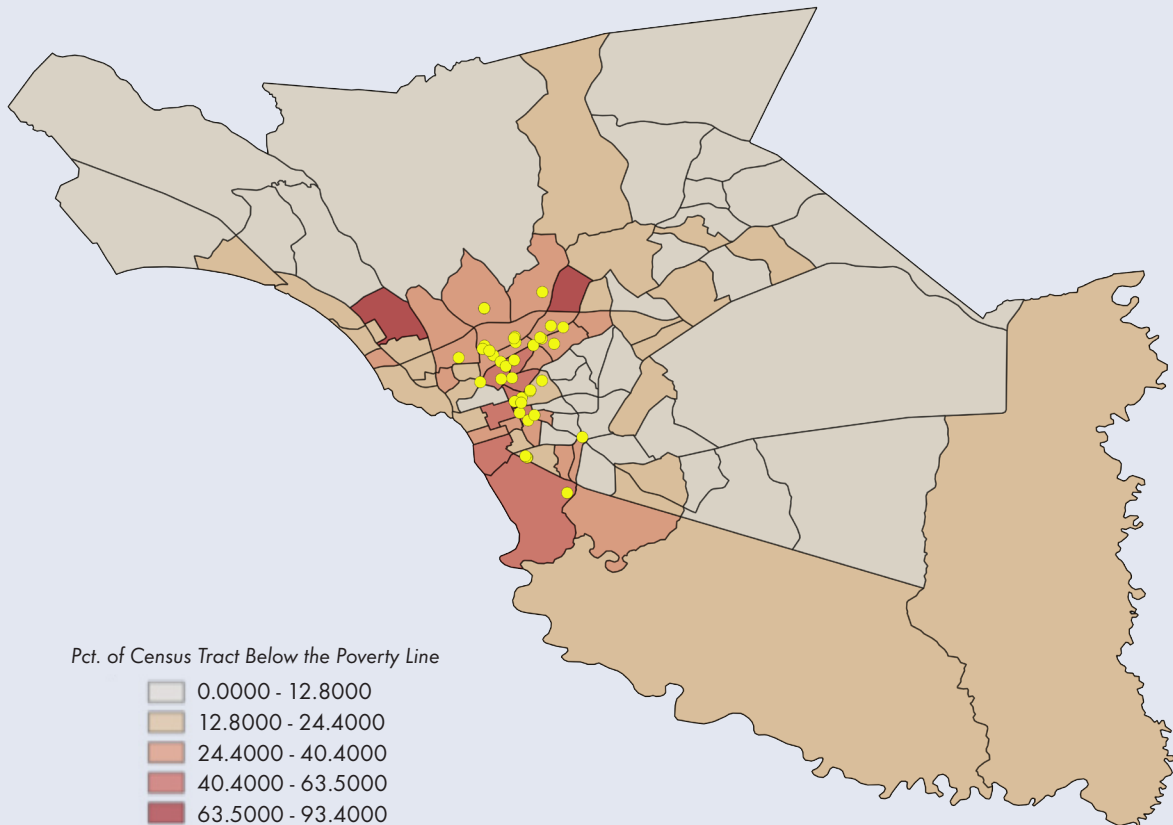 Pct. of Census Tract Below the Poverty Line
0.0000 - 12.8000
12.8000 - 24.4000
24.4000 - 40.4000
40.4000 - 63.5000
63.5000 - 93.4000